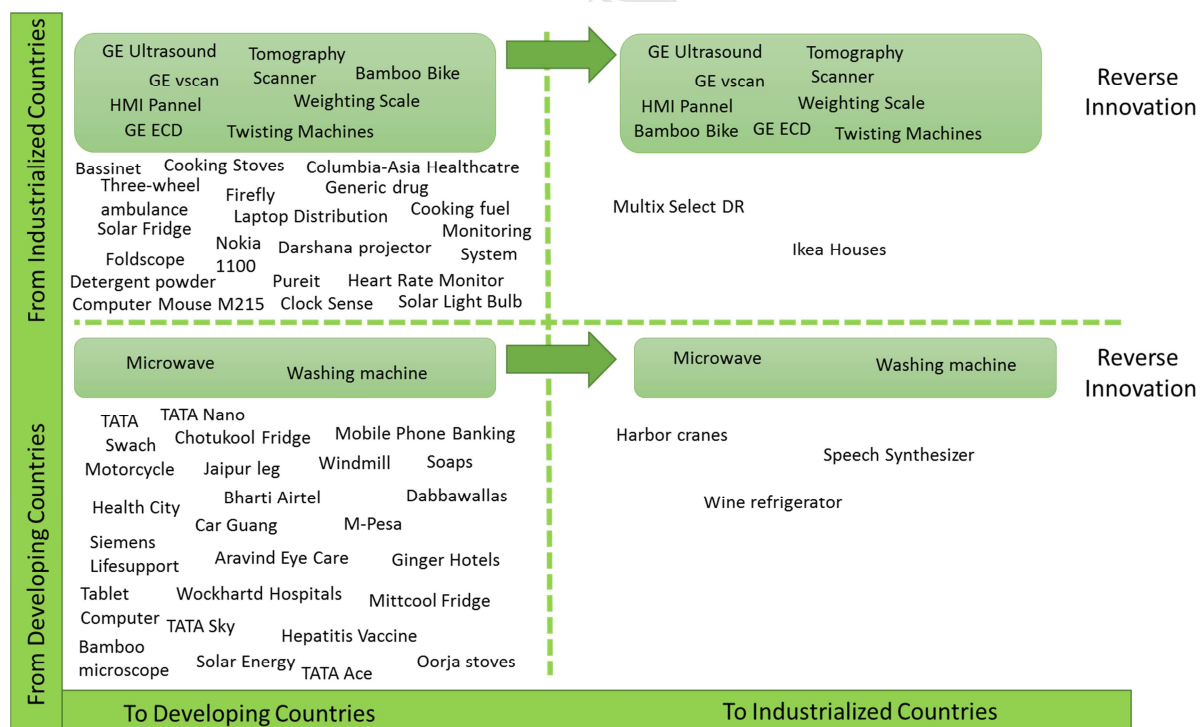 From Industrialized Countries
GE Ultrasound
Tomography
Scanner
Bamboo Bike
GE vscan
HMI Pannel
Weighting Scale
GE ECD
Twisting Machines
GE Ultrasound
Tomography
Scanner
GE vscan
HMI Pannel
Weighting Scale
Bamboo Bike
GE ECD
Twisting Machines
Reverse
Innovation
Bassinet
Cooking Stoves
Columbia-Asia Healthcatre
Three-wheel
ambulance
Firefly
Generic drug
Laptop Distribution
Cooking fuel
Monitoring
System
Solar Fridge
Foldscope
Nokia
1100
Darshana projector
Detergent powder
Pureit
Heart Rate Monitor
Computer Mouse M215
Clock Sense
Solar Light Bulb
Multix Select DR
Ikea Houses
From Developing Countries
Microwave
Washing machine
Microwave
Washing machine
Reverse
Innovation
TATA
Swach
TATA Nano
Chotukool Fridge
Mobile Phone Banking
Motorcycle
Jaipur leg
Windmill
Soaps
Health City
Bharti Airtel
Dabbawallas
Car Guang
M-Pesa
Siemens
Lifesupport
Aravind Eye Care
Ginger Hotels
Tablet
Computer
Wockhartd Hospitals
Mittcool Fridge
TATA Sky
Hepatitis Vaccine
Bamboo
microscope
Solar Energy
TATA Ace
Oorja stoves
Harbor cranes
Speech Synthesizer
Wine refrigerator
To Developing Countries
To Industrialized Countries